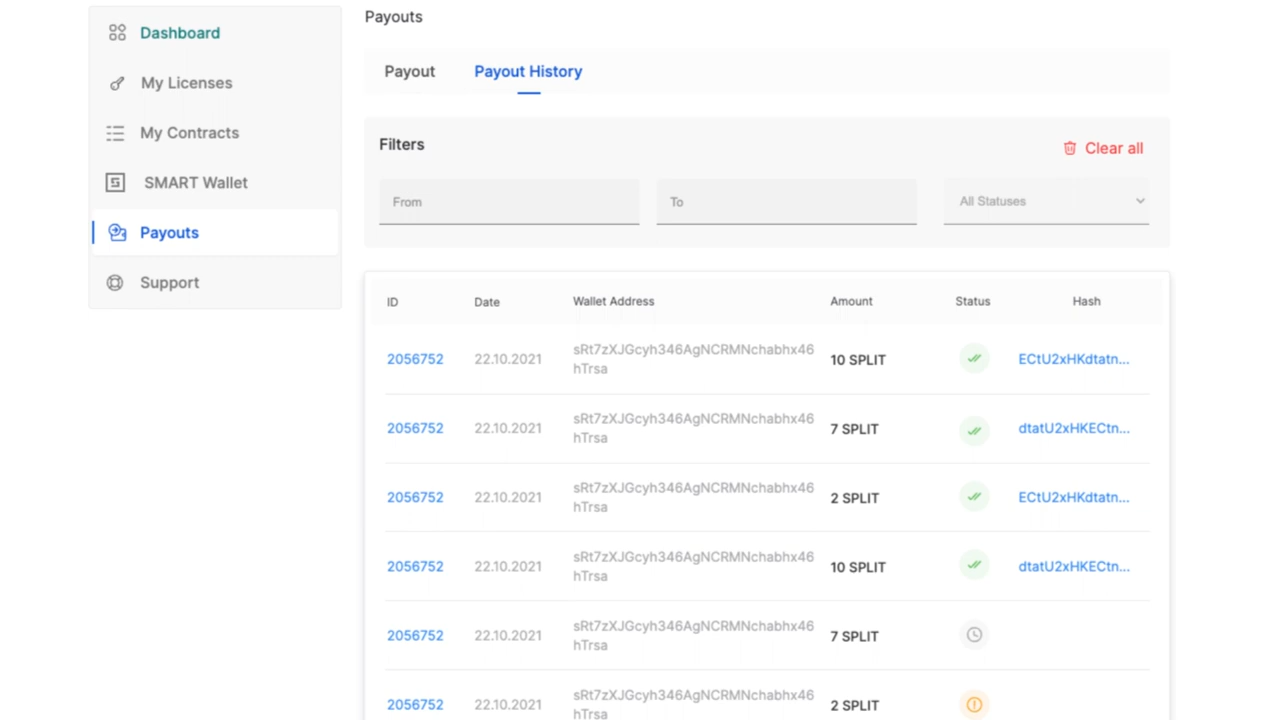 Payouts
Dashboard
My Licenses
My Contracts
SMART Wallet
Payouts
Support
Payout Payout History
Filters
Clear all
From To All Statuses
ID Date Wallet Address Amount Status Hash
2056752 22.10.2021 sRt7zXJGcyh346AgNCRMNchabhx46 10 SPLIT ECtU2xHKdtatn...
hTrsa
2056752 22.10.2021 sRt7zXJGcyh346AgNCRMNchabhx46 7 SPLIT dtatU2xHKECtn...
hTrsa
2056752 22.10.2021 sRt7zXJGcyh346AgNCRMNchabhx46 2 SPLIT ECtU2xHKdtatn...
hTrsa
2056752 22.10.2021 sRt7zXJGcyh346AgNCRMNchabhx46 10 SPLIT dtatU2xHKECtn...
hTrsa
2056752 22.10.2021 sRt7zXJGcyh346AgNCRMNchabhx46 7 SPLIT
hTrsa
2056752 22.10.2021 sRt7zXJGcyh346AgNCRMNchabhx46 2 SPLIT
hTrsa